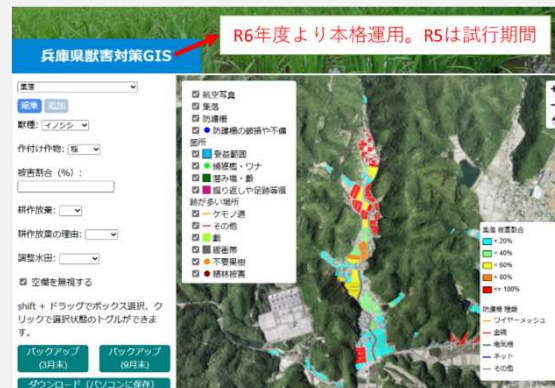 R6年度より本格運用。R5は試行期間
兵庫県獣害対策GIS
集落
編集 追加
獣種: イノシシ
作付け作物: 稲
被害割合（%）:
耕作放棄:
耕作放棄の理由:
調整水田:
空欄を無視する
shift + ドラッグでボックス選択、ク
リックで選択状態のトグルができま
す。
バックアップ
(3月末)
バックアップ
(9月末)
ダウンロード（パソコンに保存）
航空写真
集落
防護柵
防護柵の破損や不備
箇所
受益範囲
捕獲檻・ワナ
潜み場・藪
掘り返しや足跡等痕
跡が多い場所
ケモノ道
その他
藪
緩衝帯
不要果樹
植林被害
集落 被害割合
< 20%
< 40%
< 60%
< 80%
<= 100%
防護柵 種類
ワイヤーメッシュ
金網
電気柵
ネット
その他